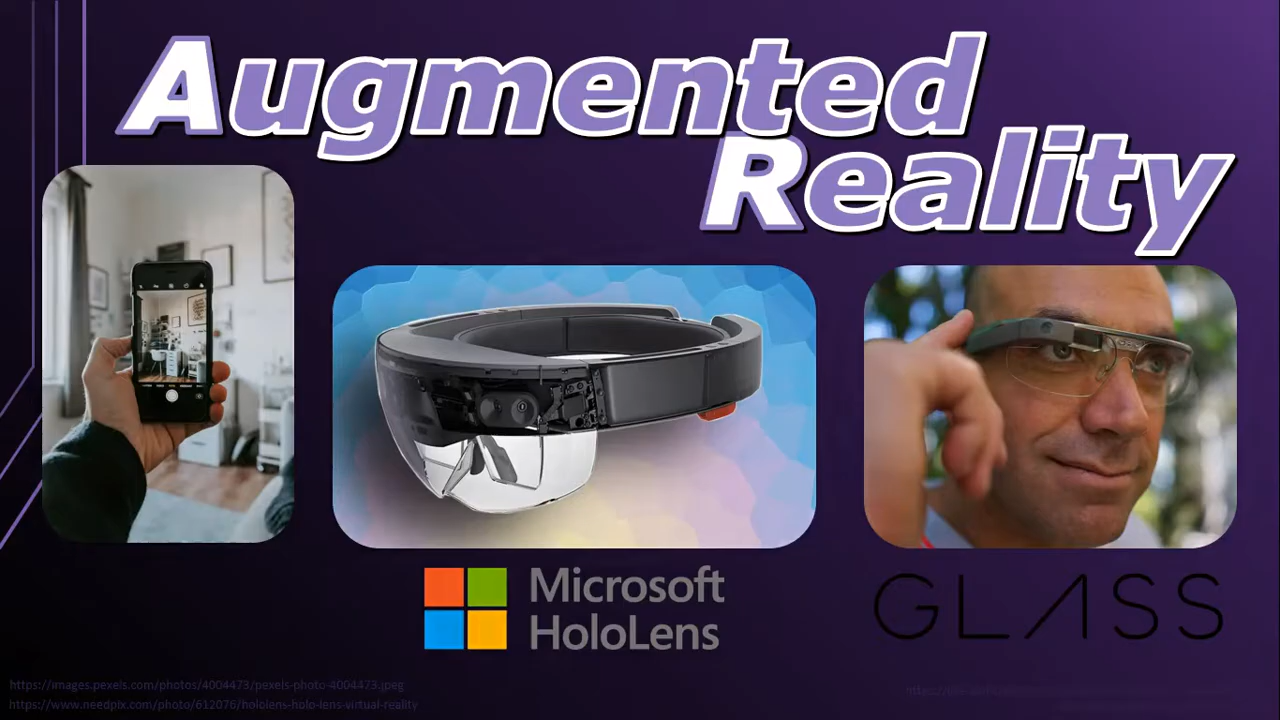 Augmented
Reality
Microsoft
HoloLens
GLASS
https://images.pexels.com/photos/4004473/pexels-photo-4004473.jpeg
https://www.needpix.com/photo/612076/hololens-holo-lens-virtual-reality